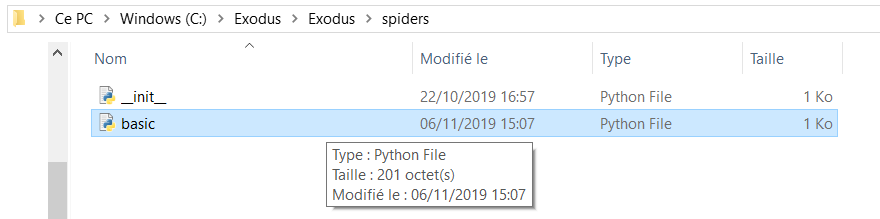 Ce PC > Windows (C:) > Exodus > Exodus > spiders
Nom Modifié le Type Taille
__init__ 22/10/2019 16:57 Python File 1 Ko
basic 06/11/2019 15:07 Python File 1 Ko
Type : Python File
Taille : 201 octet(s)
Modifié le : 06/11/2019 15:07